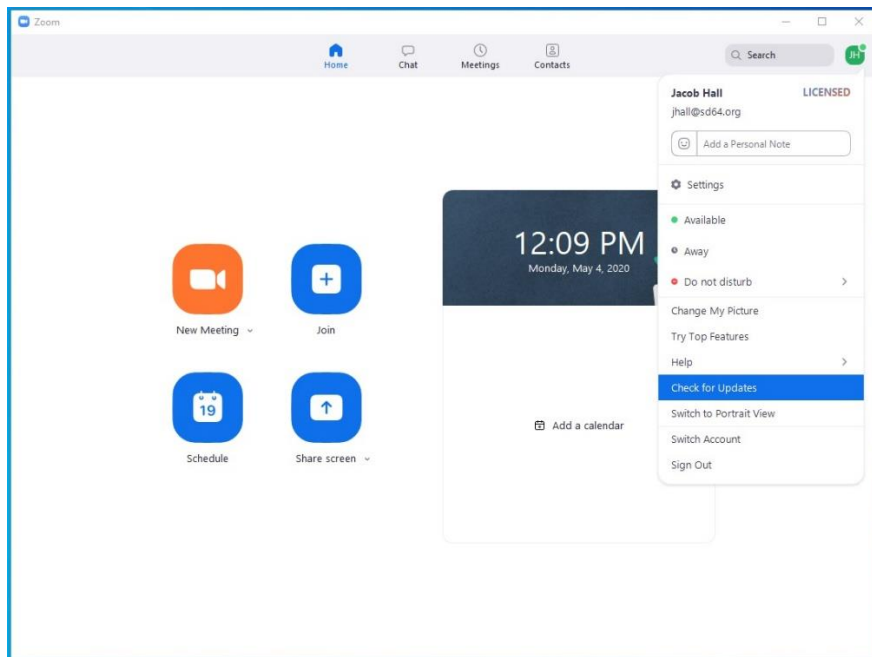 Zoom
Home
Chat
Meetings
Contacts
Search
JH
Jacob Hall LICENSED
jhall@sd64.org
Add a Personal Note
Settings
Available
Away
Do not disturb
Change My Picture
Try Top Features
Help
Check for Updates
Switch to Portrait View
Switch Account
Sign Out
12:09 PM
Monday, May 4, 2020
Add a calendar
New Meeting
Join
19
Schedule
Share screen